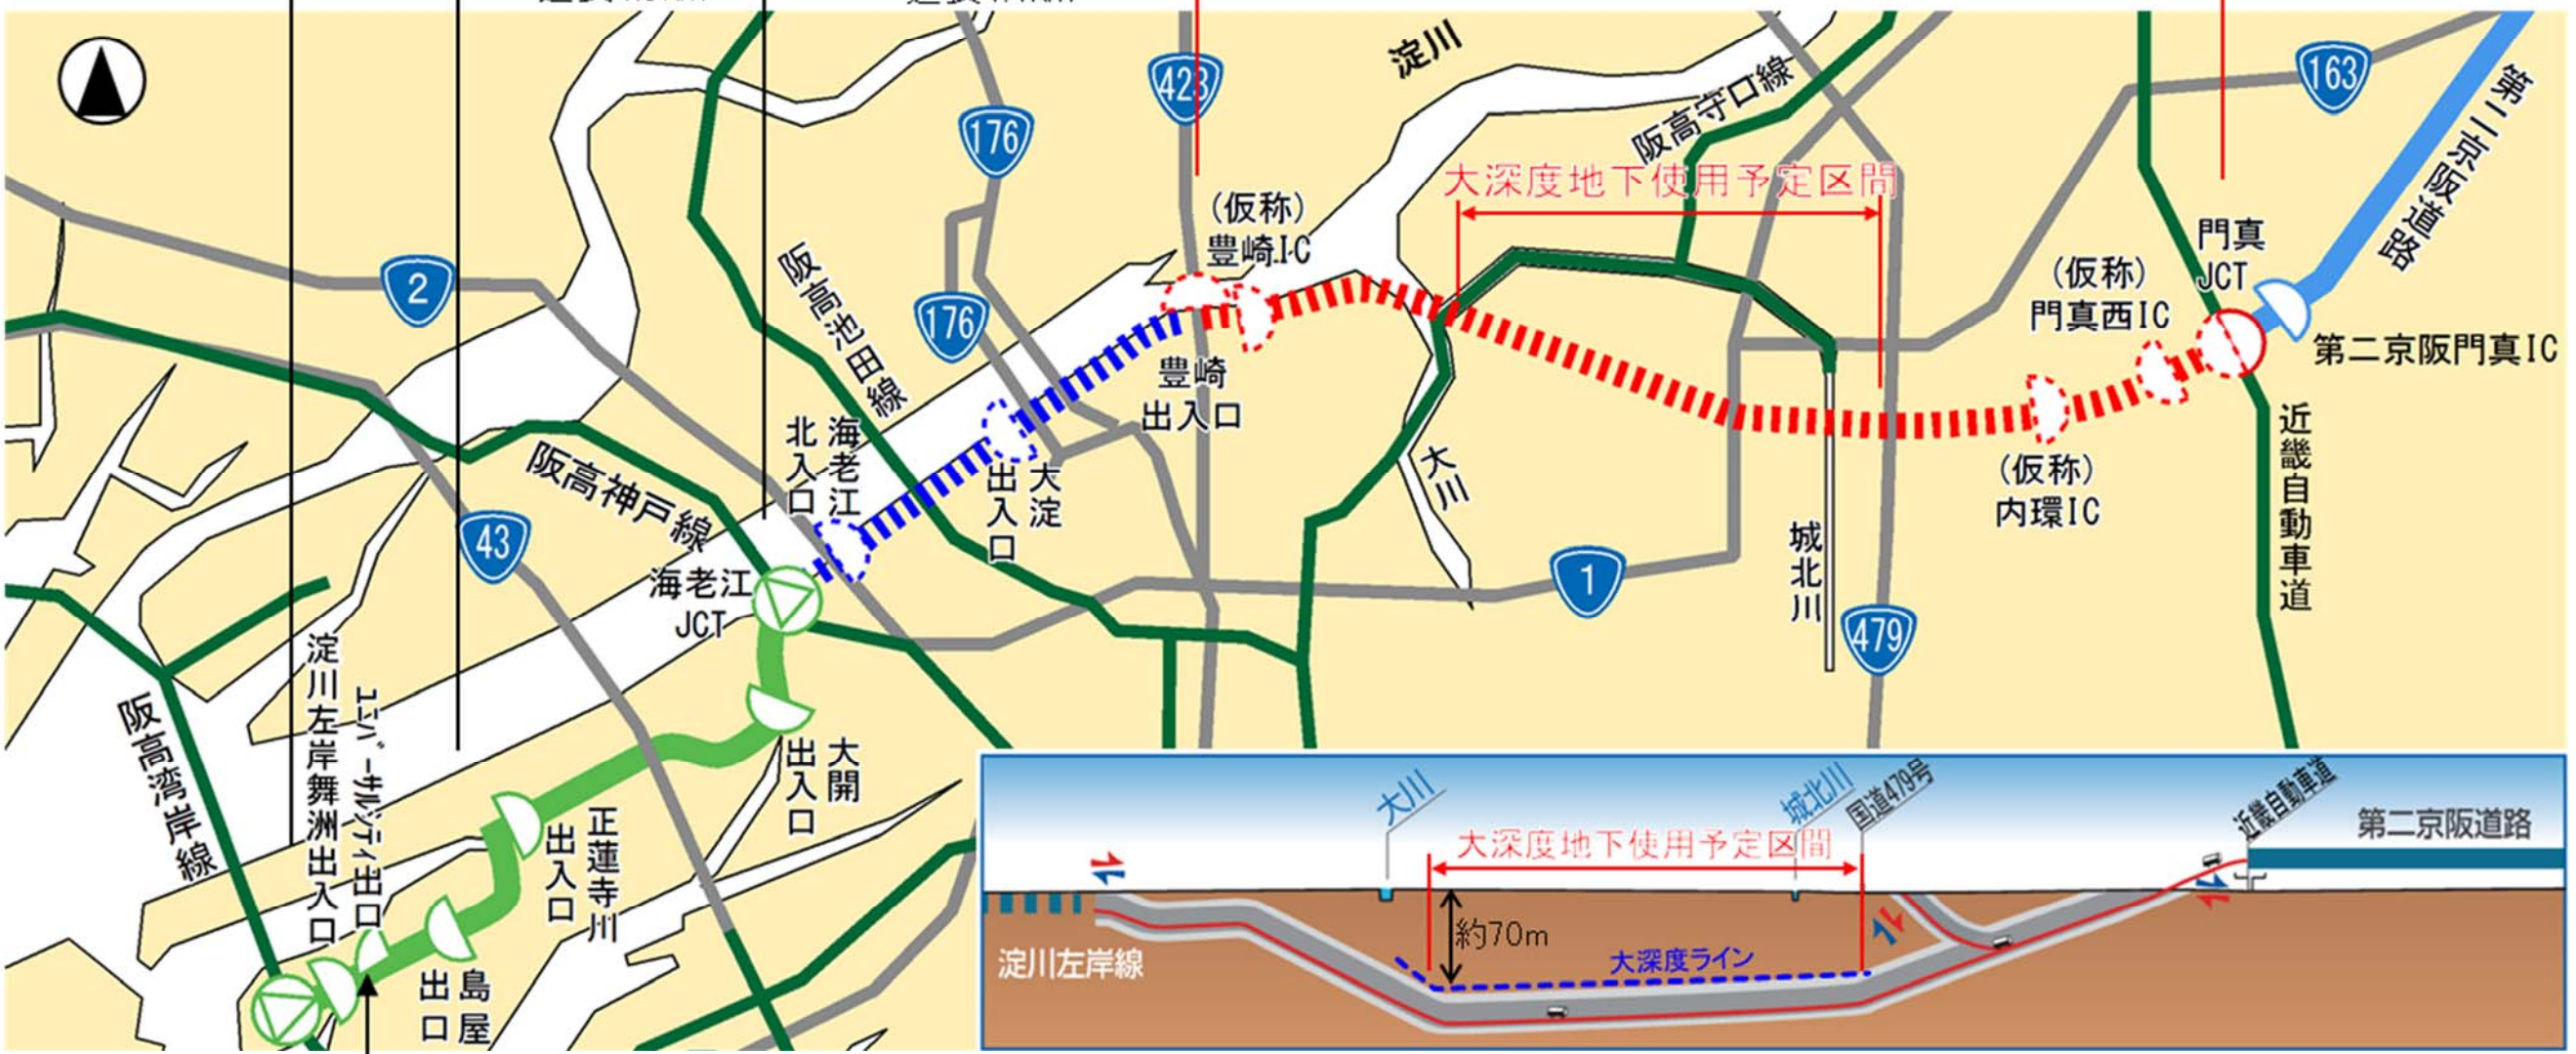 淀川
423
163
176
阪高守口線
第二京阪道路
大深度地下使用予定区間
(仮称)
豊崎IC
門真
JCT
(仮称)
門真西IC
2
阪高池田線
176
第二京阪門真IC
豊崎
出入口
海老江
北入口
大淀
出入口
近畿自動車道
大川
(仮称)
内環IC
阪高神戸線
43
海老江
JCT
1
城北川
479
淀川左岸舞洲出入口
ユニバーサルシティ出口
阪高湾岸線
大開
出入口
正蓮寺川
出入口
島屋
出口
大川
城北川
国道479号
近畿自動車道
第二京阪道路
大深度地下使用予定区間
約70m
大深度ライン
淀川左岸線